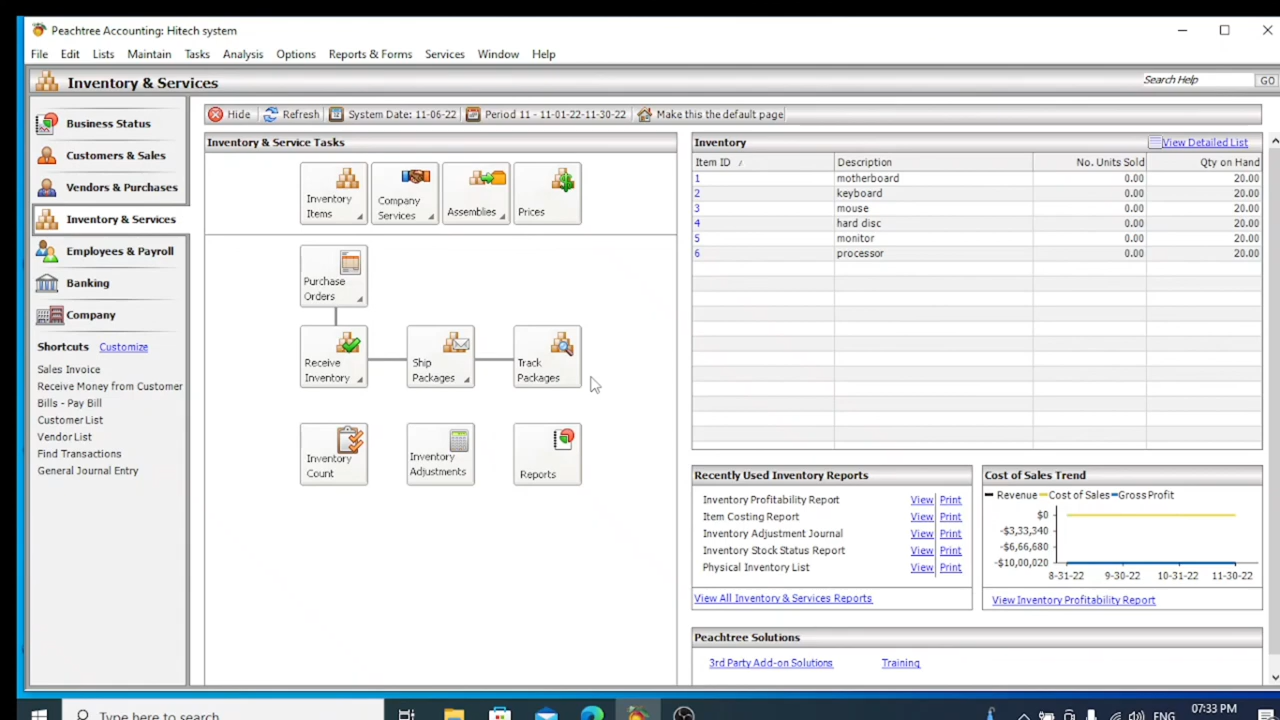 Peachtree Accounting: Hitech system
File Edit Lists Maintain Tasks Analysis Options Reports & Forms Services Window Help
Inventory & Services
Search Help GO
Business Status
Customers & Sales
Vendors & Purchases
Inventory & Services
Employees & Payroll
Banking
Company
Shortcuts Customize
Sales Invoice
Receive Money from Customer
Bills - Pay Bill
Customer List
Vendor List
Find Transactions
General Journal Entry
Hide Refresh System Date: 11-06-22 Period 11 - 11-01-22-11-30-22 Make this the default page
Inventory & Service Tasks
Inventory Items
Company Services
Assemblies
Prices
Purchase Orders
Receive Inventory
Ship Packages
Track Packages
Inventory Count
Inventory Adjustments
Reports
Inventory View Detailed List
Item ID / Description No. Units Sold Qty on Hand
1 motherboard 0.00 20.00
2 keyboard 0.00 20.00
3 mouse 0.00 20.00
4 hard disc 0.00 20.00
5 monitor 0.00 20.00
6 processor 0.00 20.00
Recently Used Inventory Reports
Inventory Profitability Report View Print
Item Costing Report View Print
Inventory Adjustment Journal View Print
Inventory Stock Status Report View Print
Physical Inventory List View Print
View All Inventory & Services Reports
Cost of Sales Trend
Revenue Cost of Sales Gross Profit
$0
-$3,33,340
-$6,66,680
-$10,00,020
8-31-22 9-30-22 10-31-22 11-30-22
View Inventory Profitability Report
Peachtree Solutions
3rd Party Add-on Solutions Training
Type here to search
ENG 07:33 PM